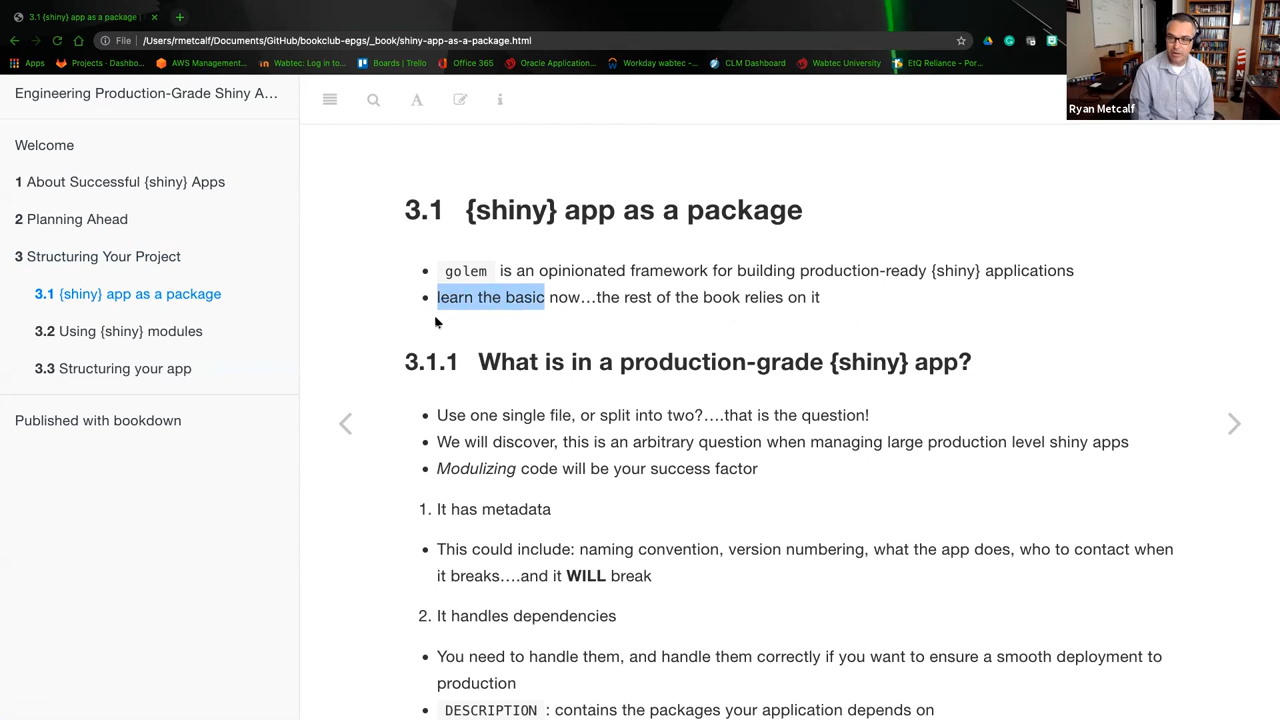 3.1 {shiny} app as a package
File
/Users/rmetcalf/Documents/GitHub/bookclub-epgs/_book/shiny-app-as-a-package.html
Apps
Projects · Dashbo...
AWS Management...
Wabtec: Log in to...
Boards | Trello
Office 365
Oracle Application...
Workday wabtec -...
CLM Dashboard
Wabtec University
EtQ Reliance - Por...
Ryan Metcalf
Engineering Production-Grade Shiny A...
Welcome
1 About Successful {shiny} Apps
2 Planning Ahead
3 Structuring Your Project
3.1 {shiny} app as a package
3.2 Using {shiny} modules
3.3 Structuring your app
Published with bookdown
3.1 {shiny} app as a package
• golem is an opinionated framework for building production-ready {shiny} applications
• learn the basic now…the rest of the book relies on it
3.1.1 What is in a production-grade {shiny} app?
• Use one single file, or split into two?….that is the question!
• We will discover, this is an arbitrary question when managing large production level shiny apps
• Modulizing code will be your success factor
1. It has metadata
• This could include: naming convention, version numbering, what the app does, who to contact when
it breaks….and it WILL break
2. It handles dependencies
• You need to handle them, and handle them correctly if you want to ensure a smooth deployment to
production
• DESCRIPTION : contains the packages your application depends on